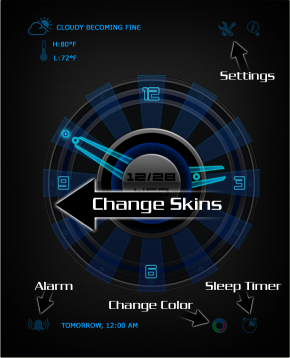 CLOUDY BECOMING FINE
H:80°F
L:72°F
Settings
12
9
3
12/28
Change Skins
6
Alarm
Sleep Timer
Change Color
TOMORROW, 12:00 AM